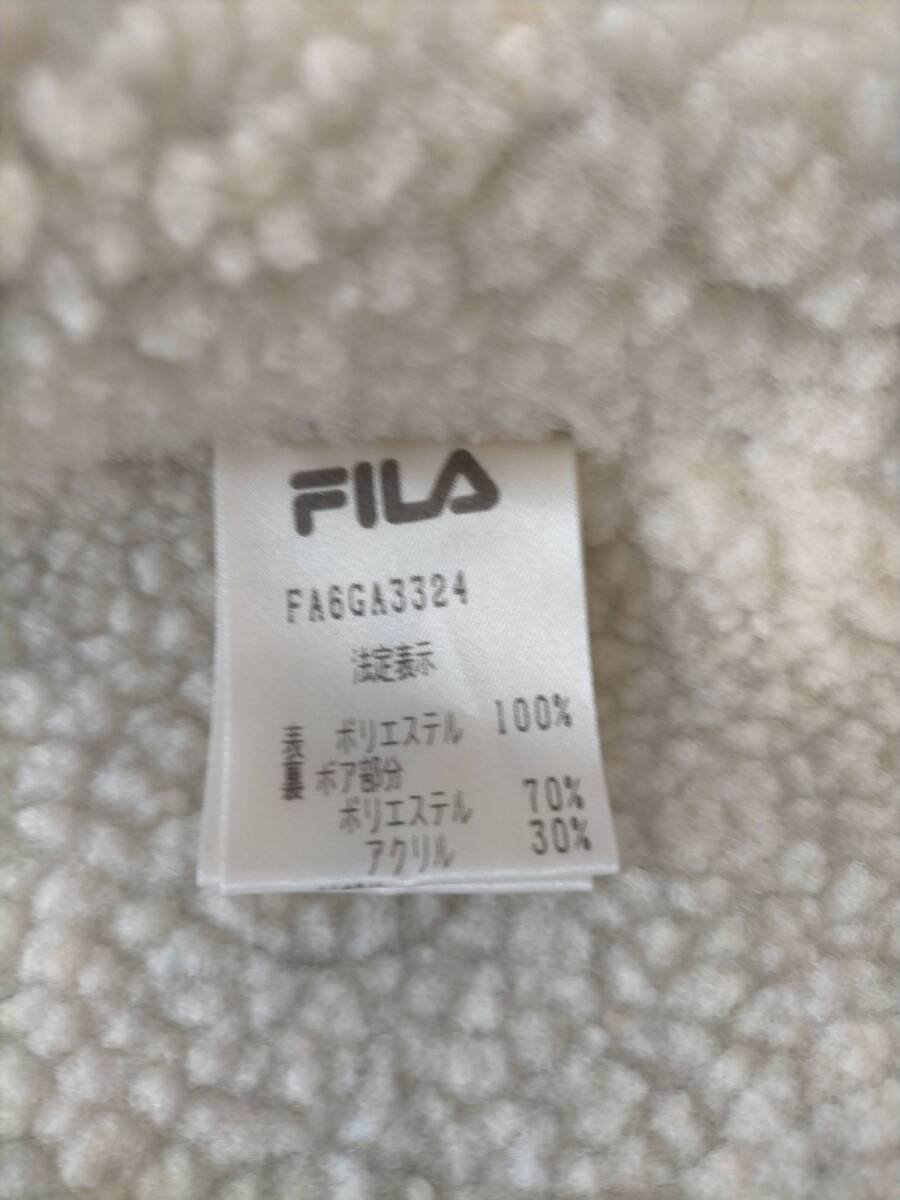 FILA
FA6GA3324
法定表示
表 ポリエステル 100%
裏 ボア部分
ポリエステル 70%
アクリル 30%